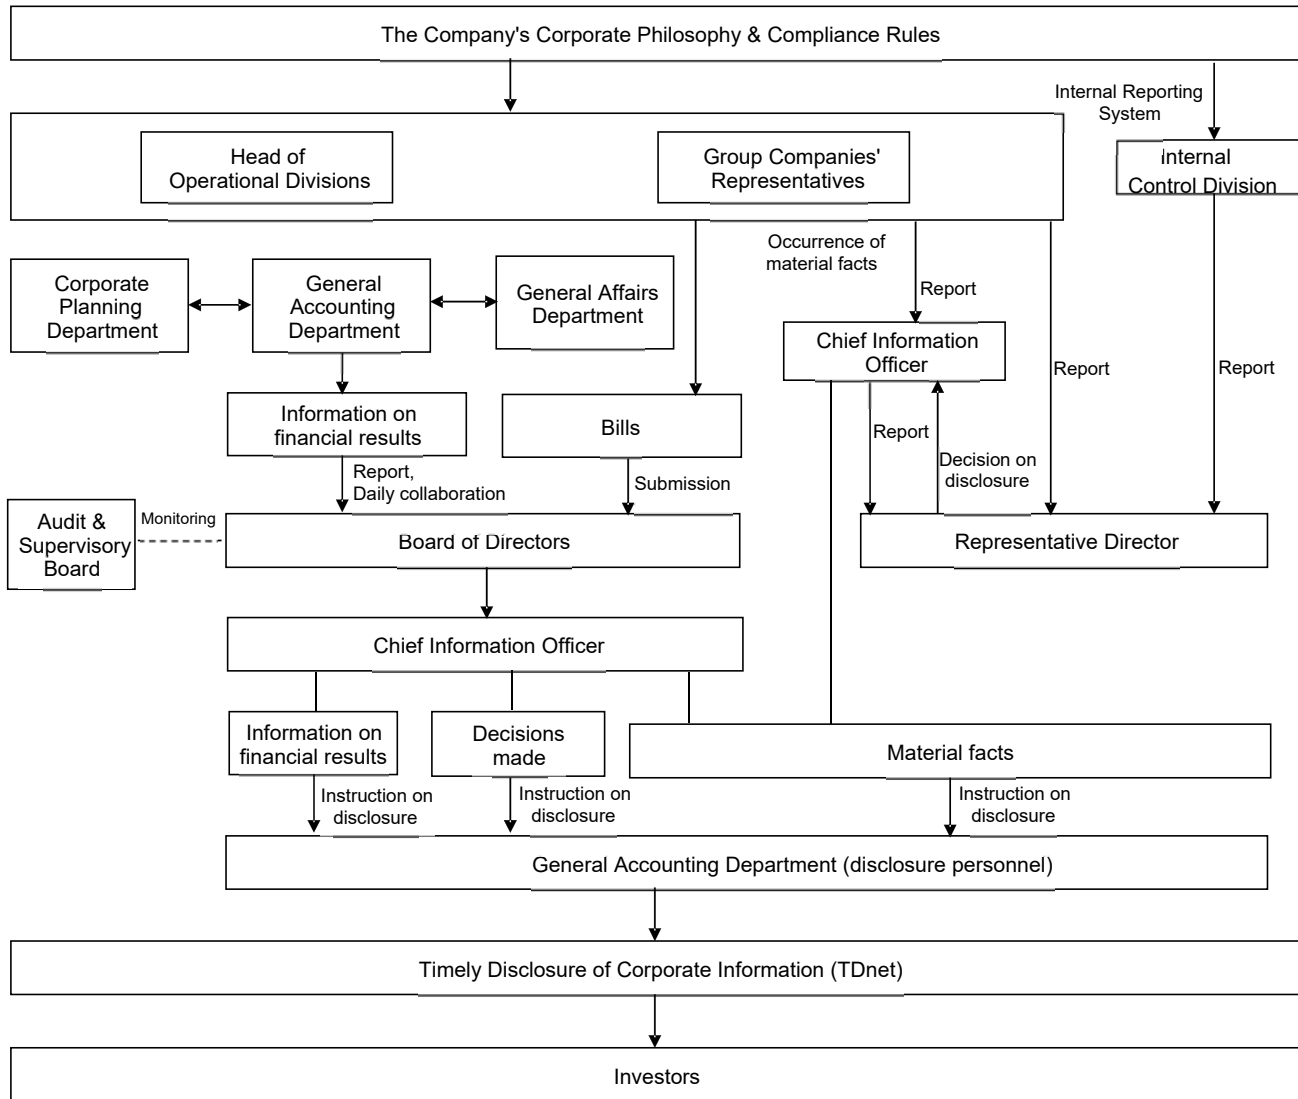 The Company's Corporate Philosophy & Compliance Rules
Internal Reporting
System
Head of
Operational Divisions
Group Companies'
Representatives
Internal
Control Division
Occurrence of
material facts
Report
Corporate
Planning
Department
General
Accounting
Department
General Affairs
Department
Chief Information
Officer
Report
Report
Information on
financial results
Bills
Report
Decision on
disclosure
Report,
Daily collaboration
Submission
Audit &
Supervisory
Board
Monitoring
Board of Directors
Representative Director
Chief Information Officer
Information on
financial results
Decisions
made
Material facts
Instruction on
disclosure
Instruction on
disclosure
Instruction on
disclosure
General Accounting Department (disclosure personnel)
Timely Disclosure of Corporate Information (TDnet)
Investors